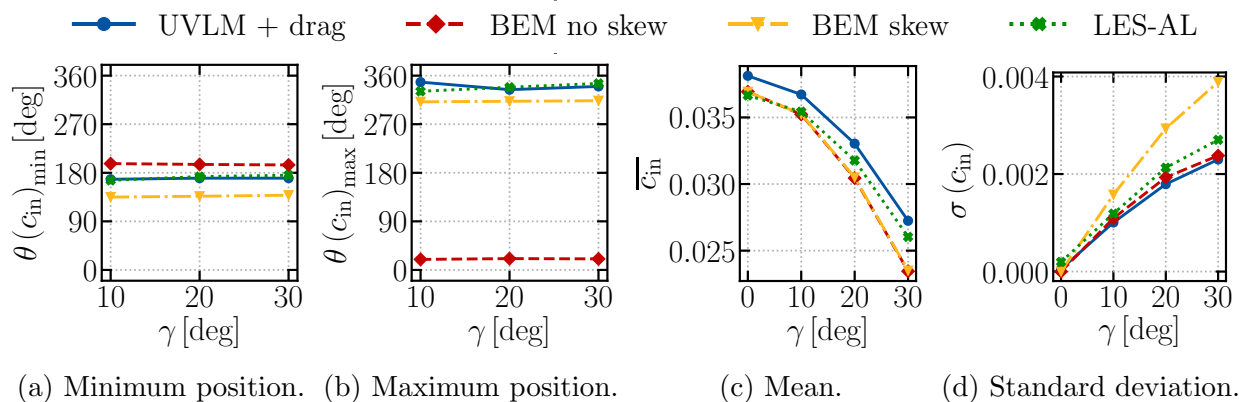 UVLM + drag BEM no skew BEM skew LES-AL
θ (c_in)_min [deg]
360
270
180
90
0
10 20 30
γ [deg]
(a) Minimum position.
θ (c_in)_max [deg]
360
270
180
90
0
10 20 30
γ [deg]
(b) Maximum position.
c̅_in
0.035
0.030
0.025
0 10 20 30
γ [deg]
(c) Mean.
σ (c_in)
0.004
0.002
0.000
0 10 20 30
γ [deg]
(d) Standard deviation.